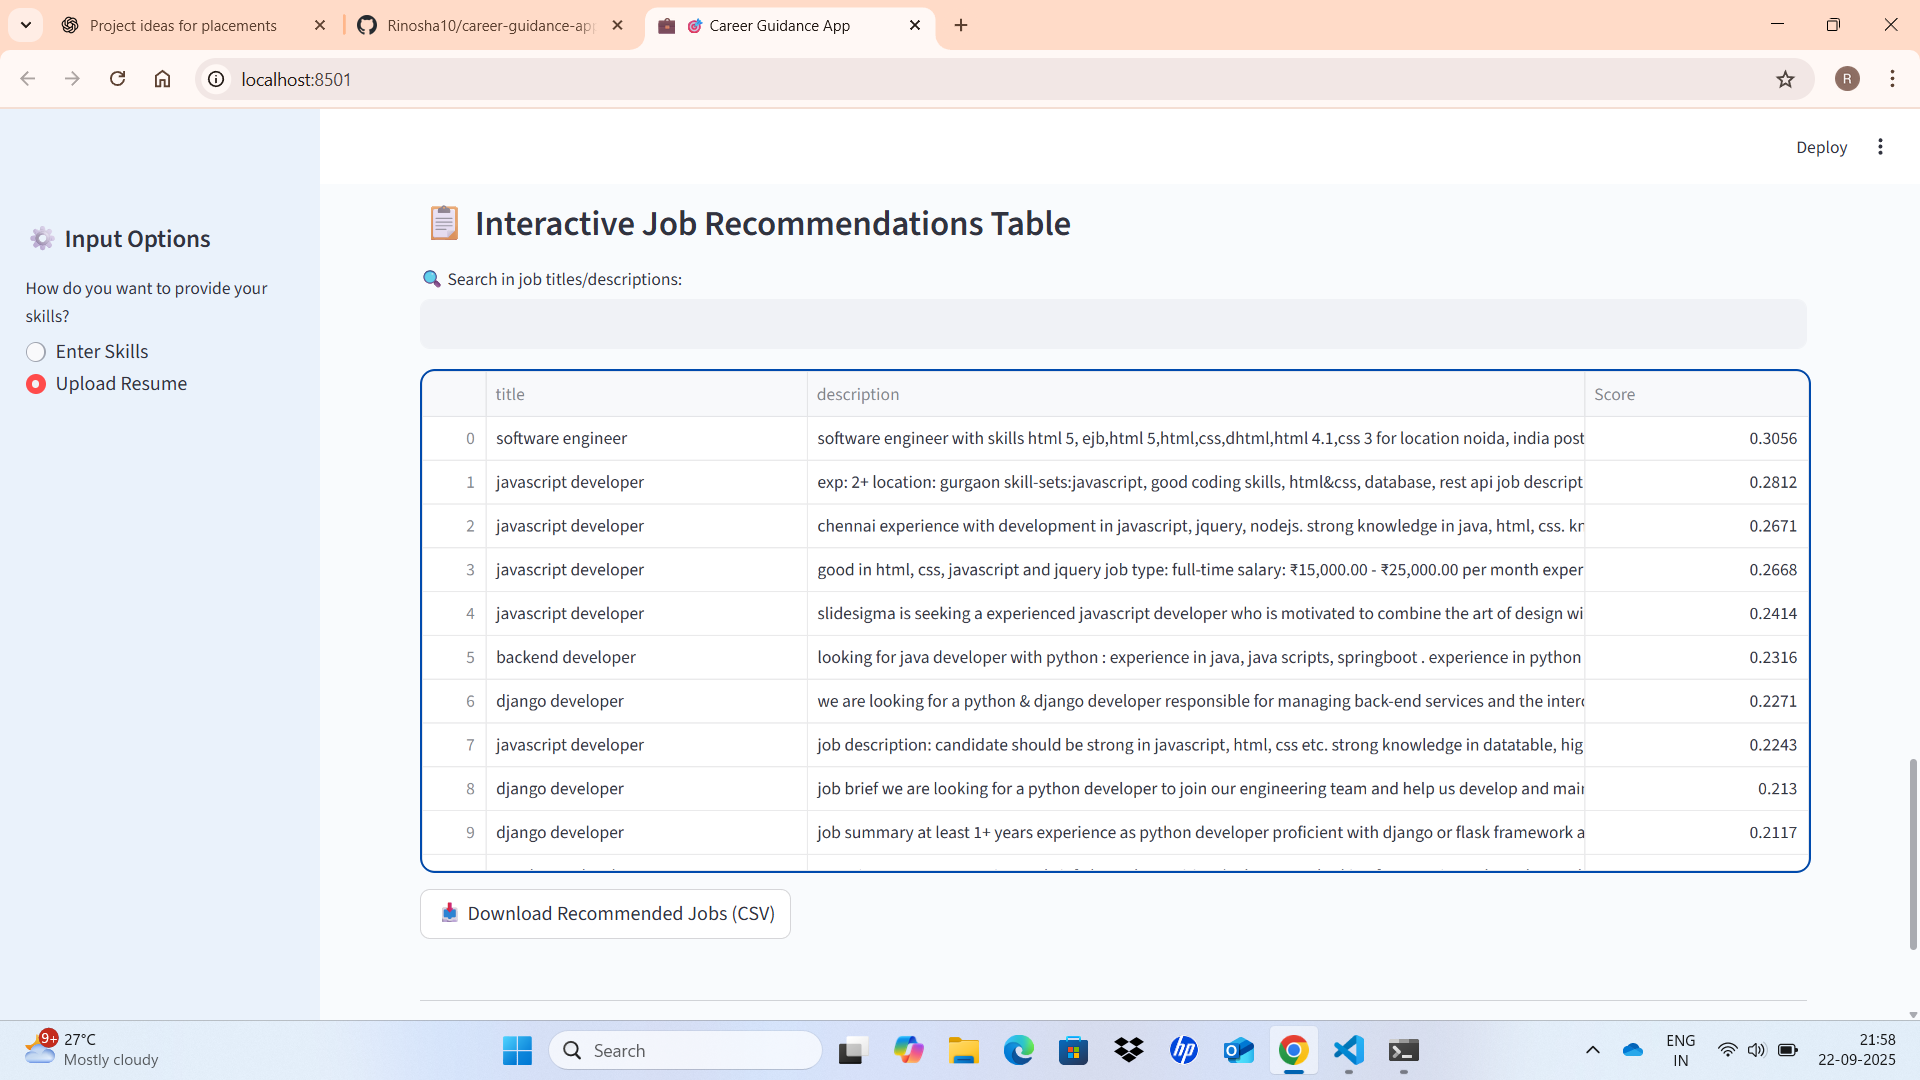 Project ideas for placements
Rinosha10/career-guidance-app
Career Guidance App
localhost:8501
R
Deploy
Input Options
How do you want to provide your
skills?
Enter Skills
Upload Resume
Interactive Job Recommendations Table
Search in job titles/descriptions:
title description Score
0 software engineer software engineer with skills html 5, ejb,html 5,html,css,dhtml,html 4.1,css 3 for location noida, india post 0.3056
1 javascript developer exp: 2+ location: gurgaon skill-sets:javascript, good coding skills, html&css, database, rest api job descript 0.2812
2 javascript developer chennai experience with development in javascript, jquery, nodejs. strong knowledge in java, html, css. kn 0.2671
3 javascript developer good in html, css, javascript and jquery job type: full-time salary: ₹15,000.00 - ₹25,000.00 per month exper 0.2668
4 javascript developer slidesigma is seeking a experienced javascript developer who is motivated to combine the art of design wi 0.2414
5 backend developer looking for java developer with python : experience in java, java scripts, springboot . experience in python 0.2316
6 django developer we are looking for a python & django developer responsible for managing back-end services and the interc 0.2271
7 javascript developer job description: candidate should be strong in javascript, html, css etc. strong knowledge in datatable, hig 0.2243
8 django developer job brief we are looking for a python developer to join our engineering team and help us develop and main 0.213
9 django developer job summary at least 1+ years experience as python developer proficient with django or flask framework a 0.2117
Download Recommended Jobs (CSV)
9+
27°C
Mostly cloudy
Search
hp
ENG
IN
21:58
22-09-2025